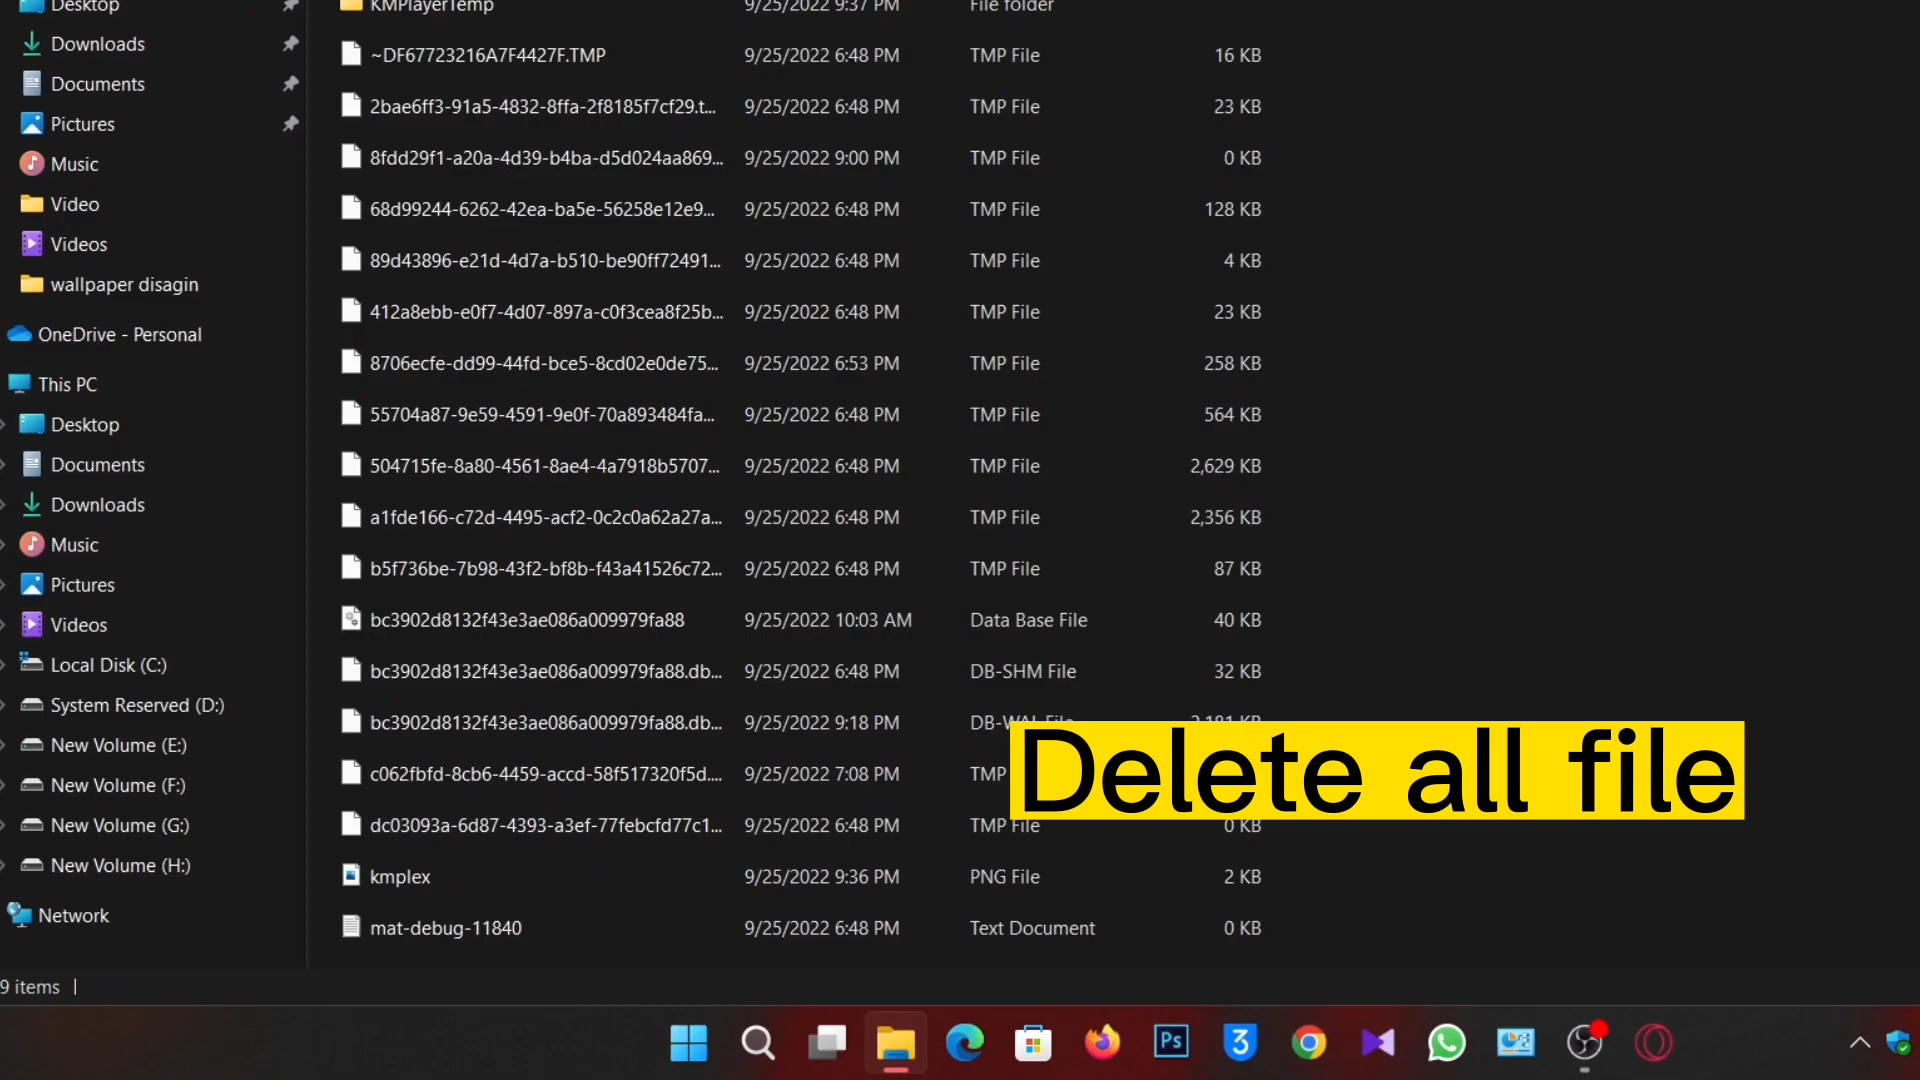 Desktop
Downloads
Documents
Pictures
Music
Video
Videos
wallpaper disagin
OneDrive - Personal
This PC
Desktop
Documents
Downloads
Music
Pictures
Videos
Local Disk (C:)
System Reserved (D:)
New Volume (E:)
New Volume (F:)
New Volume (G:)
New Volume (H:)
Network
KMPlayerTemp 9/25/2022 9:37 PM File folder
~DF67723216A7F4427F.TMP 9/25/2022 6:48 PM TMP File 16 KB
2bae6ff3-91a5-4832-8ffa-2f8185f7cf29.t... 9/25/2022 6:48 PM TMP File 23 KB
8fdd29f1-a20a-4d39-b4ba-d5d024aa869... 9/25/2022 9:00 PM TMP File 0 KB
68d99244-6262-42ea-ba5e-56258e12e9... 9/25/2022 6:48 PM TMP File 128 KB
89d43896-e21d-4d7a-b510-be90ff72491... 9/25/2022 6:48 PM TMP File 4 KB
412a8ebb-e0f7-4d07-897a-c0f3cea8f25b... 9/25/2022 6:48 PM TMP File 23 KB
8706ecfe-dd99-44fd-bce5-8cd02e0de75... 9/25/2022 6:53 PM TMP File 258 KB
55704a87-9e59-4591-9e0f-70a893484fa... 9/25/2022 6:48 PM TMP File 564 KB
504715fe-8a80-4561-8ae4-4a7918b5707... 9/25/2022 6:48 PM TMP File 2,629 KB
a1fde166-c72d-4495-acf2-0c2c0a62a27a... 9/25/2022 6:48 PM TMP File 2,356 KB
b5f736be-7b98-43f2-bf8b-f43a41526c72... 9/25/2022 6:48 PM TMP File 87 KB
bc3902d8132f43e3ae086a009979fa88 9/25/2022 10:03 AM Data Base File 40 KB
bc3902d8132f43e3ae086a009979fa88.db... 9/25/2022 6:48 PM DB-SHM File 32 KB
bc3902d8132f43e3ae086a009979fa88.db... 9/25/2022 9:18 PM DB-WAL File
c062fbfd-8cb6-4459-accd-58f517320f5d.... 9/25/2022 7:08 PM TMP
dc03093a-6d87-4393-a3ef-77febcfd77c1... 9/25/2022 6:48 PM TMP File 0 KB
kmplex 9/25/2022 9:36 PM PNG File 2 KB
mat-debug-11840 9/25/2022 6:48 PM Text Document 0 KB
Delete all file
9 items
Ps
3